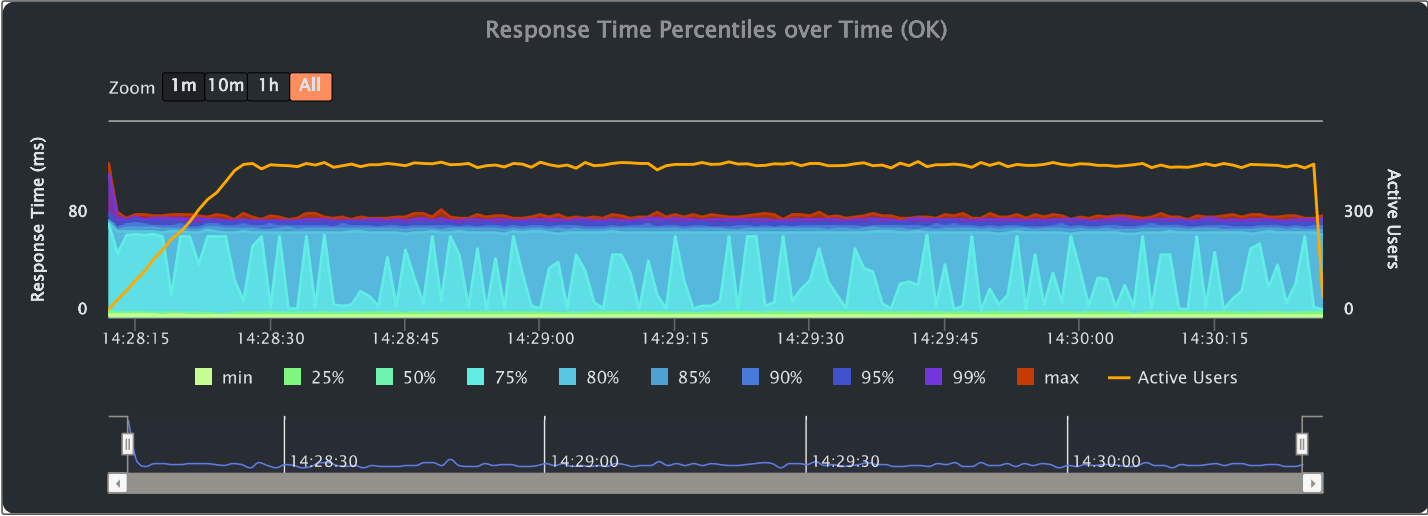 Response Time Percentiles over Time (OK)
Zoom 1m 10m 1h All
Response Time (ms)
80
0
Active Users
300
0
14:28:15 14:28:30 14:28:45 14:29:00 14:29:15 14:29:30 14:29:45 14:30:00 14:30:15
min 25% 50% 75% 80% 85% 90% 95% 99% max Active Users
14:28:30 14:29:00 14:29:30 14:30:00